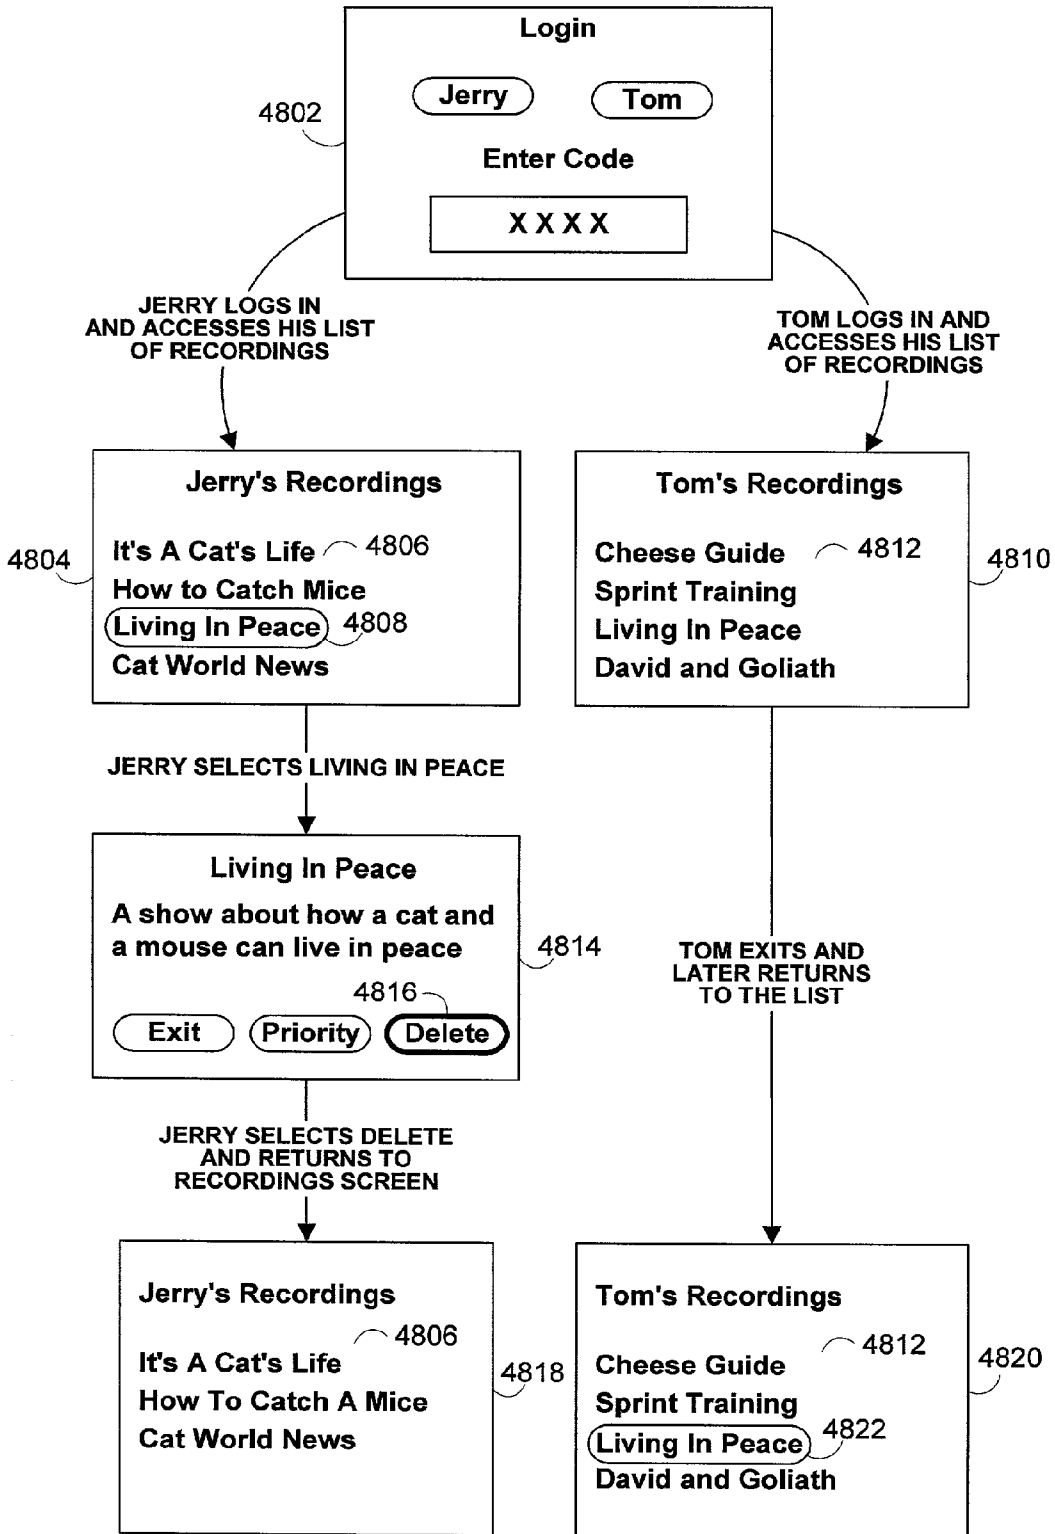 Login
Jerry
Tom
4802
Enter Code
X X X X
JERRY LOGS IN
AND ACCESSES HIS LIST
OF RECORDINGS
TOM LOGS IN AND
ACCESSES HIS LIST
OF RECORDINGS
Jerry's Recordings
4804
It's A Cat's Life
4806
How to Catch Mice
Living In Peace
4808
Cat World News
Tom's Recordings
Cheese Guide
4812
4810
Sprint Training
Living In Peace
David and Goliath
JERRY SELECTS LIVING IN PEACE
Living In Peace
A show about how a cat and
a mouse can live in peace
4814
4816
Exit
Priority
Delete
TOM EXITS AND
LATER RETURNS
TO THE LIST
JERRY SELECTS DELETE
AND RETURNS TO
RECORDINGS SCREEN
Jerry's Recordings
4806
It's A Cat's Life
4818
How To Catch A Mice
Cat World News
Tom's Recordings
4812
Cheese Guide
4820
Sprint Training
Living In Peace
4822
David and Goliath